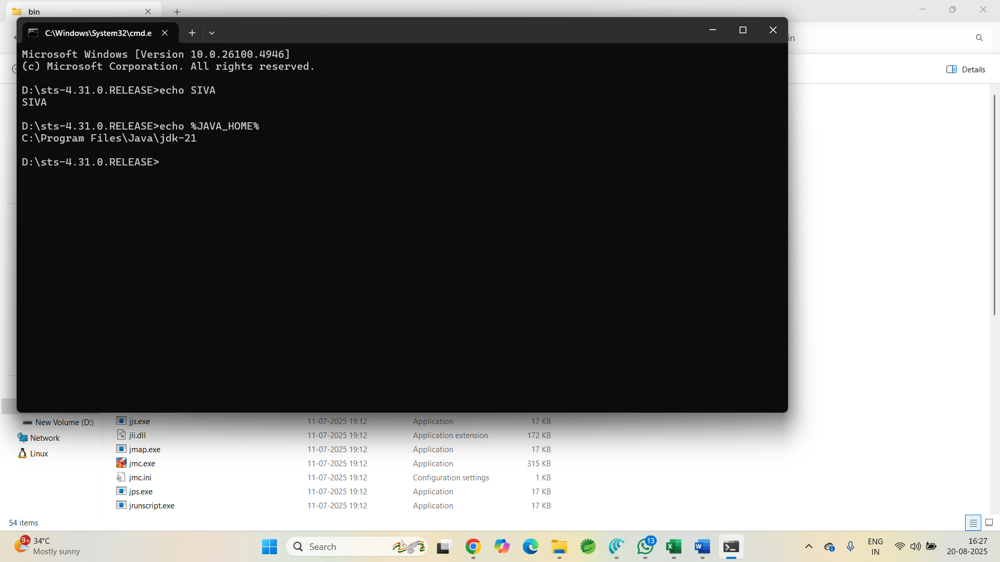 bin
C:\Windows\System32\cmd.e
in
Details
Microsoft Windows [Version 10.0.26100.4946]
(c) Microsoft Corporation. All rights reserved.
D:\sts-4.31.0.RELEASE>echo SIVA
SIVA
D:\sts-4.31.0.RELEASE>echo %JAVA_HOME%
C:\Program Files\Java\jdk-21
D:\sts-4.31.0.RELEASE>
New Volume (D:)
Network
Linux
jjs.exe 11-07-2025 19:12 Application 17 KB
jli.dll 11-07-2025 19:12 Application extension 172 KB
jmap.exe 11-07-2025 19:12 Application 17 KB
jmc.exe 11-07-2025 19:12 Application 315 KB
jmc.ini 11-07-2025 19:12 Configuration settings 1 KB
jps.exe 11-07-2025 19:12 Application 17 KB
jrunscript.exe 11-07-2025 19:12 Application 17 KB
54 items
9+ 34°C
Mostly sunny
Search
13
ENG
IN
16:27
20-08-2025